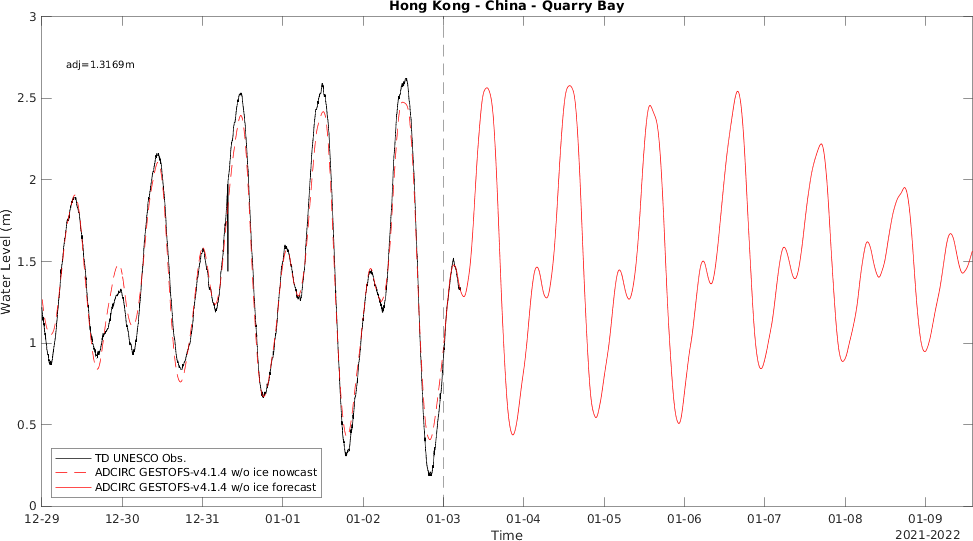 Hong Kong - China - Quarry Bay
3
adj=1.3169m
2.5
2
Water Level (m)
1.5
1
0.5
TD UNESCO Obs.
ADCIRC GESTOFS-v4.1.4 w/o ice nowcast
ADCIRC GESTOFS-v4.1.4 w/o ice forecast
0
12-29 12-30 12-31 01-01 01-02 01-03 01-04 01-05 01-06 01-07 01-08 01-09
Time
2021-2022